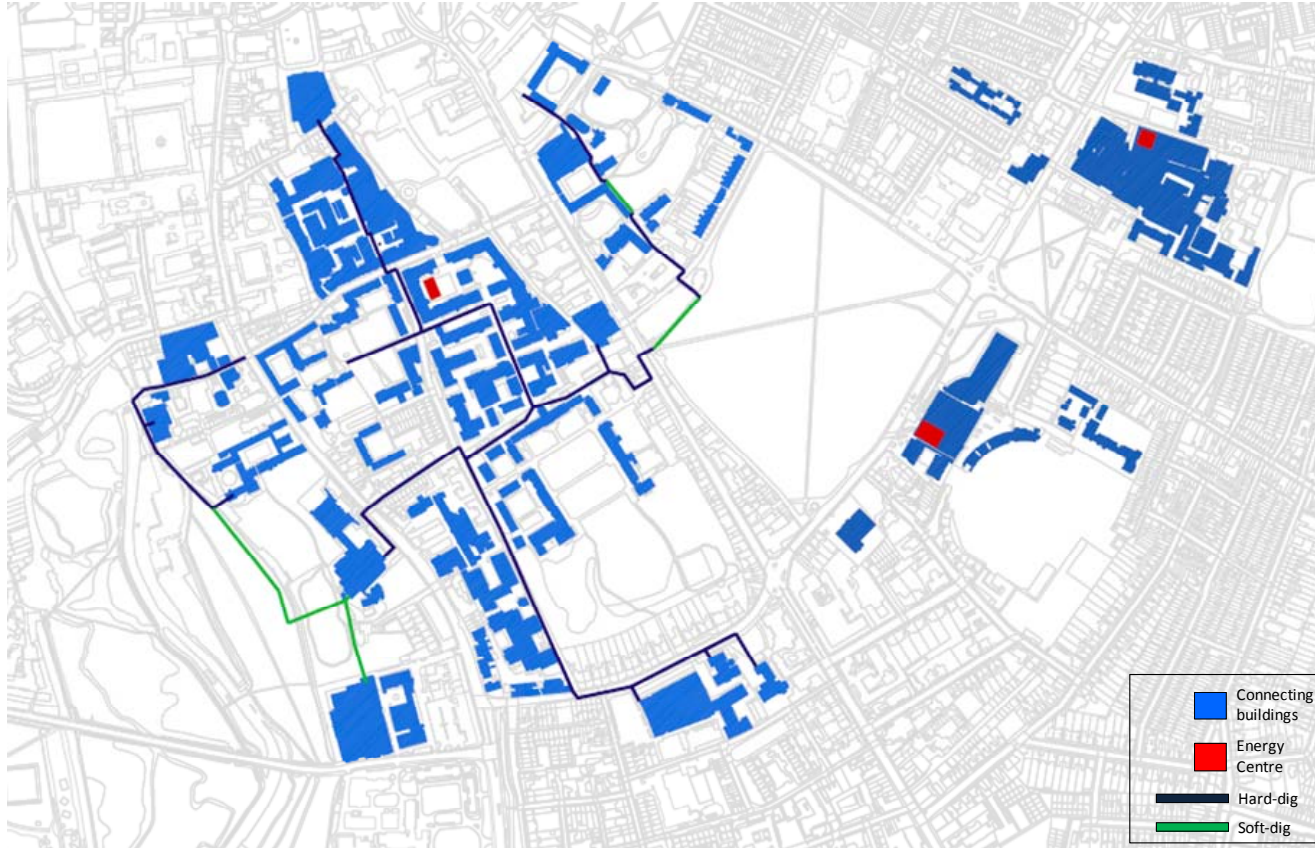 Connecting
buildings
Energy
Centre
Hard-dig
Soft-dig